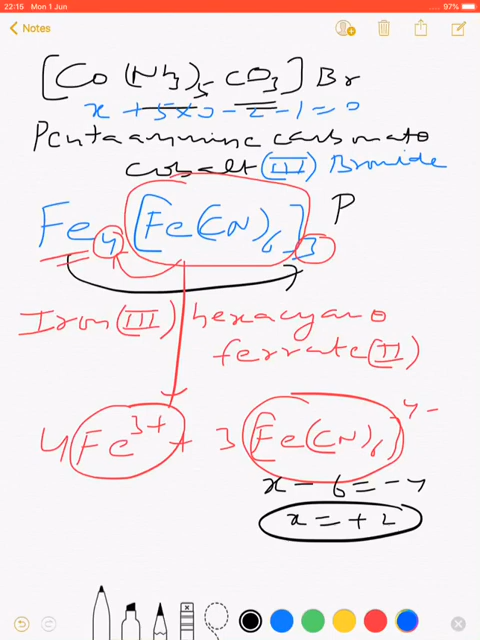 22:15 Mon 1 Jun 97%
Notes
[Co(NH3)5 CO3]Br
x + 5x0 - 2 - 1 = 0
Pentaammine carbonato
cobalt (III) Bromide
Fe4 [Fe(CN)6]3 P
Iron (III) hexacyano
ferrate (II)
4Fe3+ + 3[Fe(CN)6]4-
x - 6 = -4
x = +2